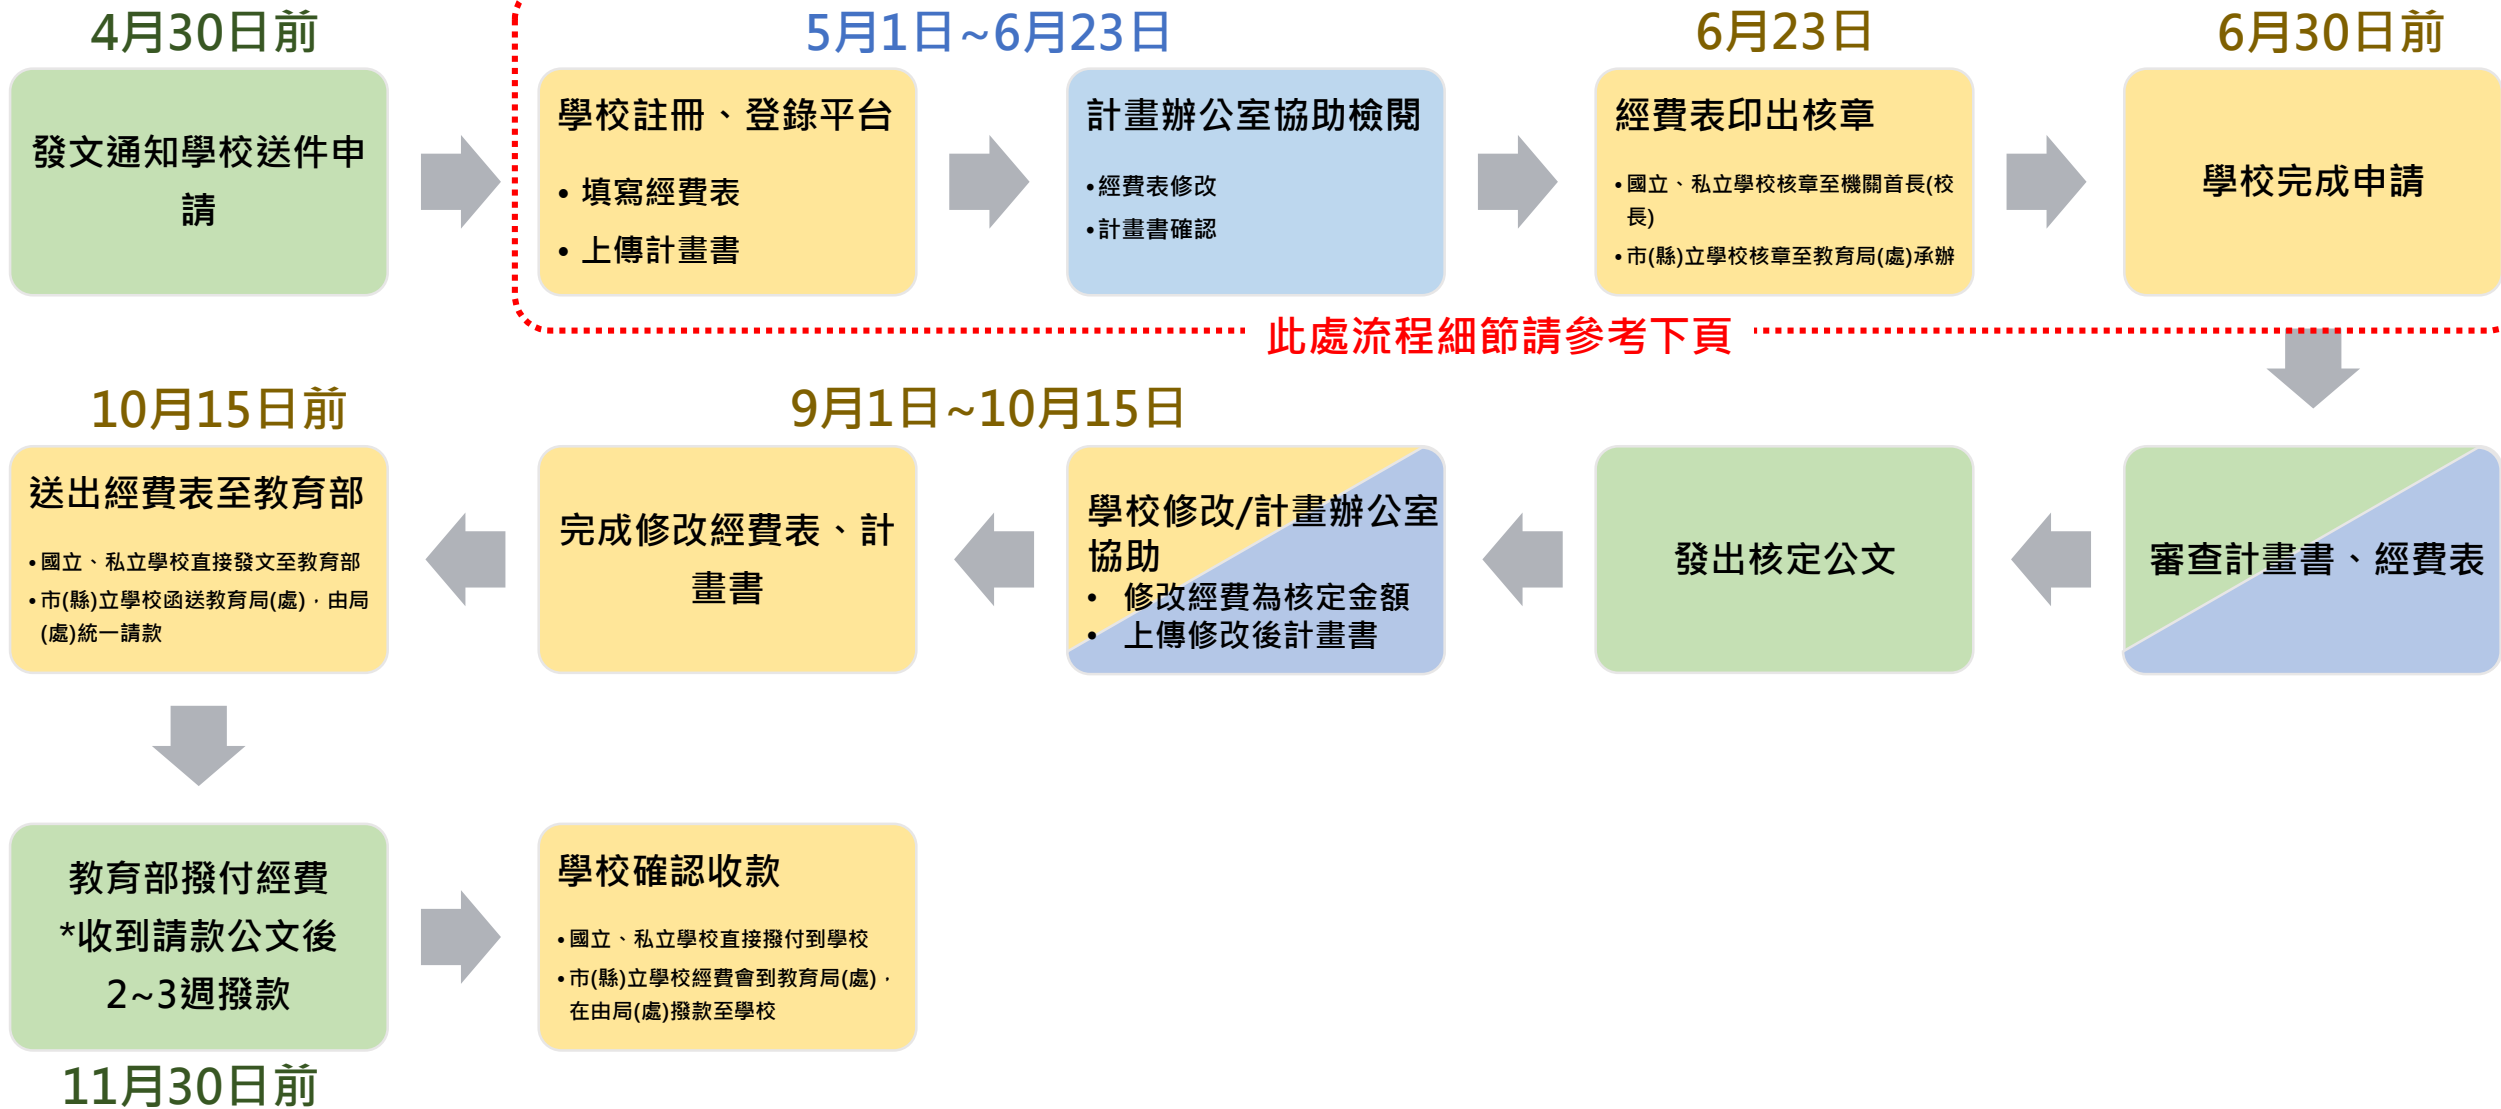 4月30日前
發文通知學校送件申
請
5月1日~6月23日
學校註冊、登錄平台
• 填寫經費表
• 上傳計畫書
計畫辦公室協助檢閱
•經費表修改
•計畫書確認
6月23日
經費表印出核章
•國立、私立學校核章至機關首長(校
長)
•市(縣)立學校核章至教育局(處)承辦
6月30日前
學校完成申請
此處流程細節請參考下頁
審查計畫書、經費表
發出核定公文
9月1日~10月15日
學校修改/計畫辦公室
協助
• 修改經費為核定金額
• 上傳修改後計畫書
完成修改經費表、計
畫書
10月15日前
送出經費表至教育部
•國立、私立學校直接發文至教育部
•市(縣)立學校函送教育局(處)，由局
(處)統一請款
教育部撥付經費
*收到請款公文後
2~3週撥款
11月30日前
學校確認收款
•國立、私立學校直接撥付到學校
•市(縣)立學校經費會到教育局(處)，
在由局(處)撥款至學校